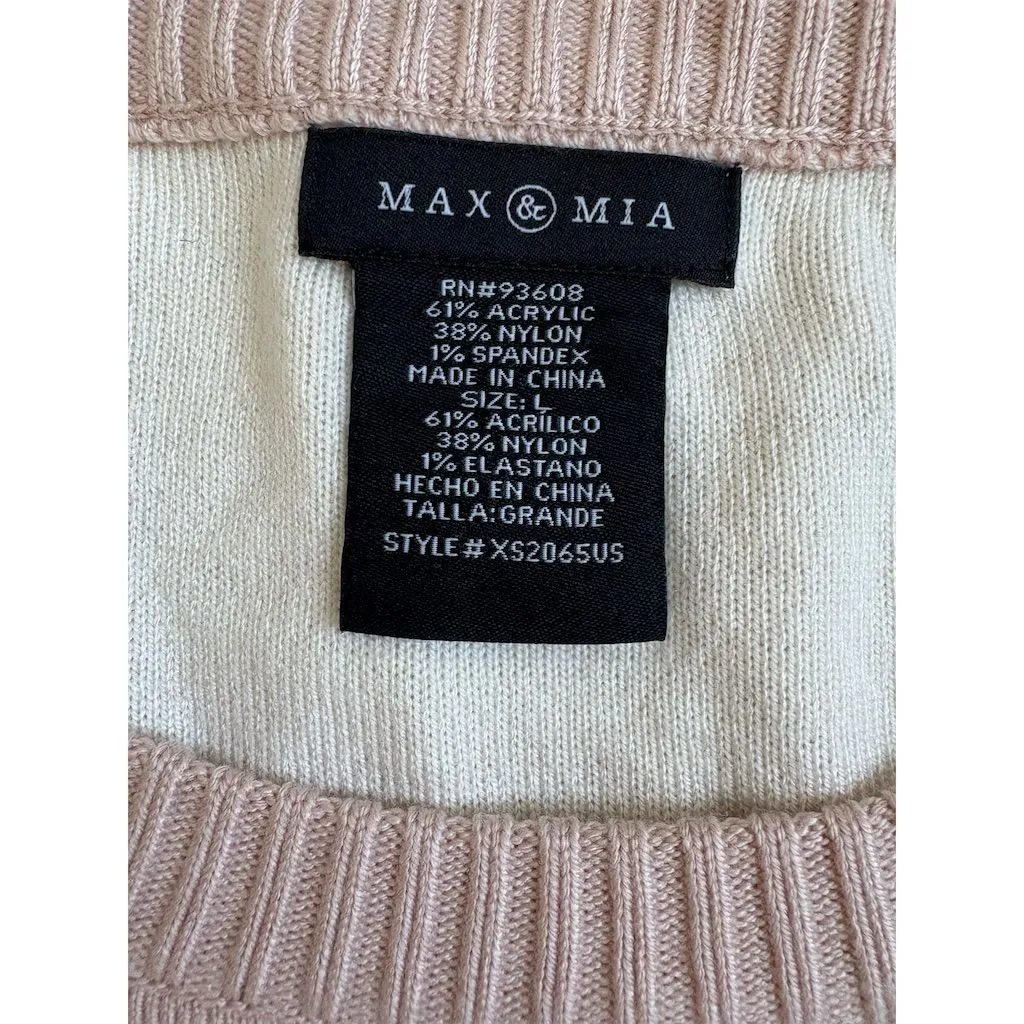 MAX & MIA
RN#93608
61% ACRYLIC
38% NYLON
1% SPANDEX
MADE IN CHINA
SIZE: L
61% ACRÍLICO
38% NYLON
1% ELASTANO
HECHO EN CHINA
TALLA:GRANDE
STYLE# XS2065US